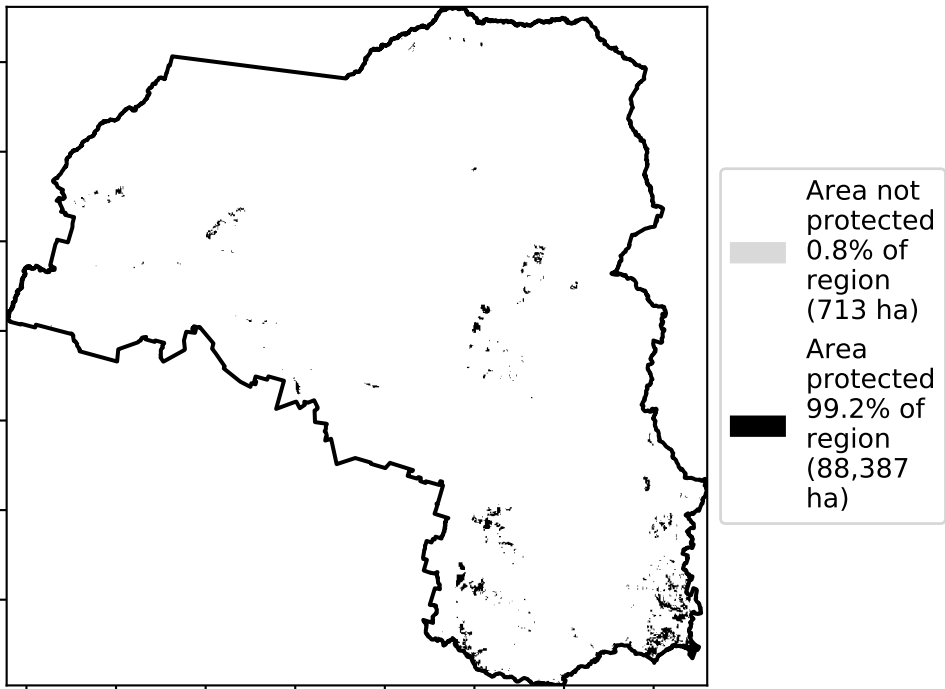 Area not
protected
0.8% of
region
(713 ha)
Area
protected
99.2% of
region
(88,387
ha)